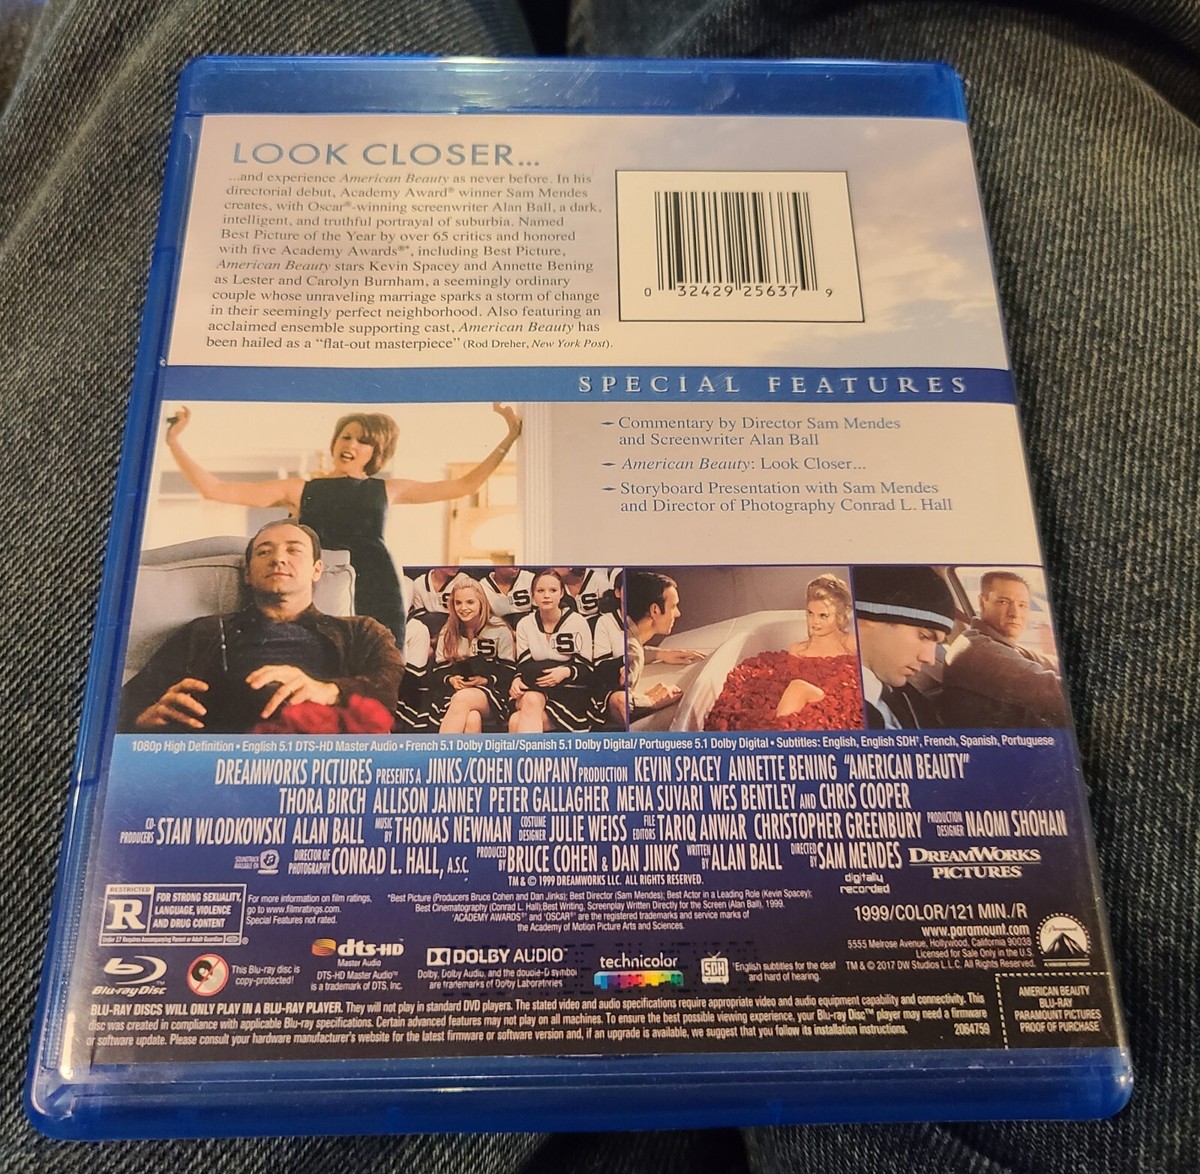 LOOK CLOSER...
...and experience American Beauty as never before. In his
directorial debut, Academy Award® winner Sam Mendes
creates, with Oscar®-winning screenwriter Alan Ball, a dark,
intelligent, and truthful portrayal of suburbia. Named
Best Picture of the Year by over 65 critics and honored
with five Academy Awards®*, including Best Picture,
American Beauty stars Kevin Spacey and Annette Bening
as Lester and Carolyn Burnham, a seemingly ordinary
couple whose unraveling marriage sparks a storm of change
in their seemingly perfect neighborhood. Also featuring an
acclaimed ensemble supporting cast, American Beauty has
been hailed as a "flat-out masterpiece" (Rod Dreher, New York Post).
0 32429 25637 9
SPECIAL FEATURES
Commentary by Director Sam Mendes
and Screenwriter Alan Ball
American Beauty: Look Closer...
Storyboard Presentation with Sam Mendes
and Director of Photography Conrad L. Hall
S S S S
1080p High Definition • English 5.1 DTS-HD Master Audio • French 5.1 Dolby Digital/Spanish 5.1 Dolby Digital/ Portuguese 5.1 Dolby Digital • Subtitles: English, English SDH†, French, Spanish, Portuguese
DREAMWORKS PICTURES PRESENTS A JINKS/COHEN COMPANY PRODUCTION KEVIN SPACEY ANNETTE BENING "AMERICAN BEAUTY"
THORA BIRCH ALLISON JANNEY PETER GALLAGHER MENA SUVARI WES BENTLEY AND CHRIS COOPER
CO-PRODUCERS STAN WLODKOWSKI ALAN BALL MUSIC BY THOMAS NEWMAN COSTUME DESIGNER JULIE WEISS FILM EDITORS TARIQ ANWAR CHRISTOPHER GREENBURY PRODUCTION DESIGNER NAOMI SHOHAN
SOUNDTRACK AVAILABLE ON DIRECTOR OF PHOTOGRAPHY CONRAD L. HALL, A.S.C. PRODUCED BY BRUCE COHEN & DAN JINKS WRITTEN BY ALAN BALL DIRECTED BY SAM MENDES DREAMWORKS PICTURES
TM & © 1999 DREAMWORKS LLC. ALL RIGHTS RESERVED.
digitally
recorded
RESTRICTED
R
FOR STRONG SEXUALITY,
LANGUAGE, VIOLENCE
AND DRUG CONTENT
Under 17 Requires Accompanying Parent or Adult Guardian
For more information on film ratings,
go to www.filmratings.com
Special Features not rated.
*Best Picture (Producers Bruce Cohen and Dan Jinks); Best Director (Sam Mendes); Best Actor in a Leading Role (Kevin Spacey);
Best Cinematography (Conrad L. Hall); Best Writing, Screenplay Written Directly for the Screen (Alan Ball), 1999.
"ACADEMY AWARDS®" and "OSCAR®" are the registered trademarks and service marks of
the Academy of Motion Picture Arts and Sciences.
1999/COLOR/121 MIN./R
www.paramount.com
5555 Melrose Avenue, Hollywood, California 90038
Licensed for Sale Only in the U.S.
TM & © 2017 DW Studios L.L.C. All Rights Reserved.
Paramount
Blu-ray Disc™
This Blu-ray disc is
copy-protected!
dts-HD
Master Audio
DTS-HD Master Audio™
is a trademark of DTS, Inc.
DOLBY AUDIO™
Dolby, Dolby Audio, and the double-D symbol
are trademarks of Dolby Laboratories
technicolor
SDH
†English subtitles for the deaf
and hard of hearing.
BLU-RAY DISCS WILL ONLY PLAY IN A BLU-RAY PLAYER. They will not play in standard DVD players. The stated video and audio specifications require appropriate video and audio equipment capability and connectivity. This
disc was created in compliance with applicable Blu-ray specifications. Certain advanced features may not play on all machines. To ensure the best possible viewing experience, your Blu-ray Disc™ player may need a firmware
or software update. Please consult your hardware manufacturer's website for the latest firmware or software version and, if an upgrade is available, we suggest that you follow its installation instructions.
2064759
AMERICAN BEAUTY
BLU-RAY
PARAMOUNT PICTURES
PROOF OF PURCHASE